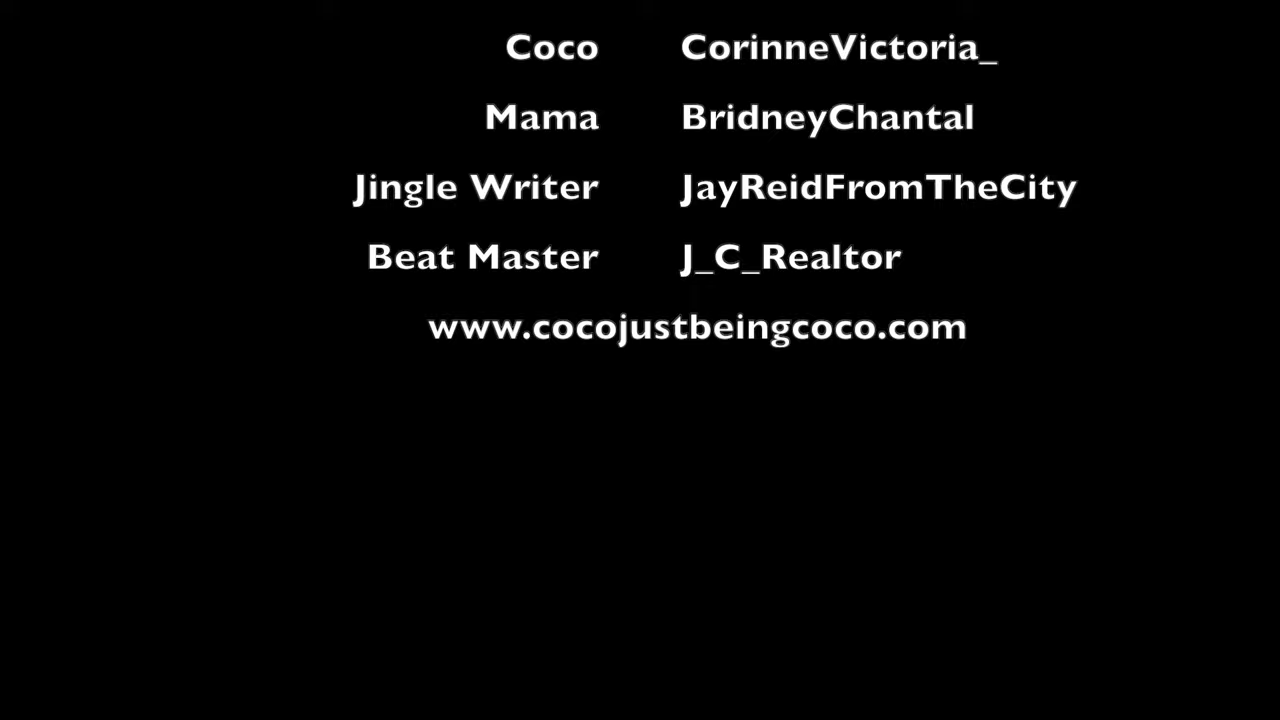 Coco CorinneVictoria_
Mama BridneyChantal
Jingle Writer JayReidFromTheCity
Beat Master J_C_Realtor
www.cocojustbeingcoco.com